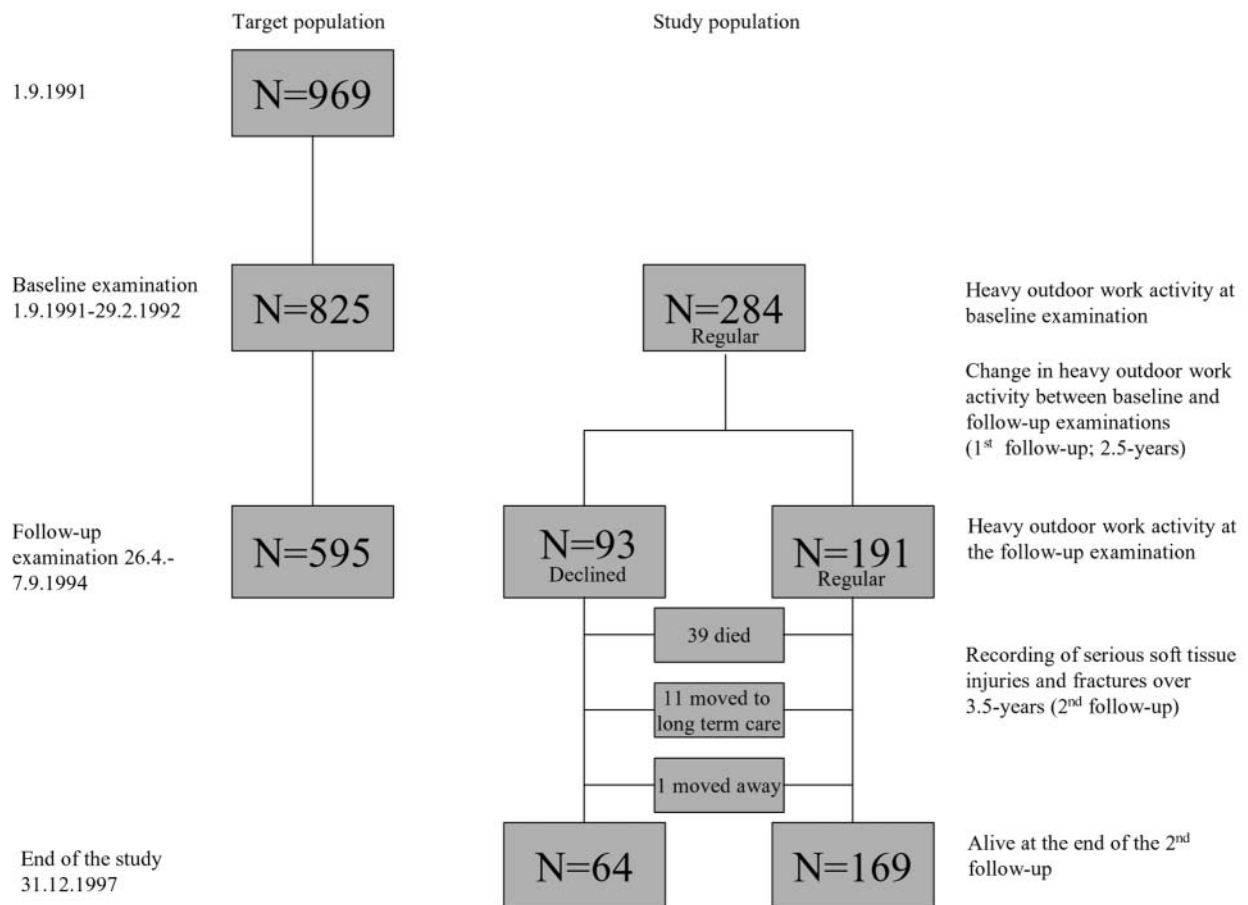 Target population
Study population
1.9.1991
N=969
Baseline examination
1.9.1991-29.2.1992
N=825
N=284
Regular
Heavy outdoor work activity at
baseline examination
Change in heavy outdoor work
activity between baseline and
follow-up examinations
(1st follow-up; 2.5-years)
Follow-up
examination 26.4.-
7.9.1994
N=595
N=93
Declined
N=191
Regular
Heavy outdoor work activity at
the follow-up examination
39 died
11 moved to
long term care
1 moved away
Recording of serious soft tissue
injuries and fractures over
3.5-years (2nd follow-up)
End of the study
31.12.1997
N=64
N=169
Alive at the end of the 2nd
follow-up